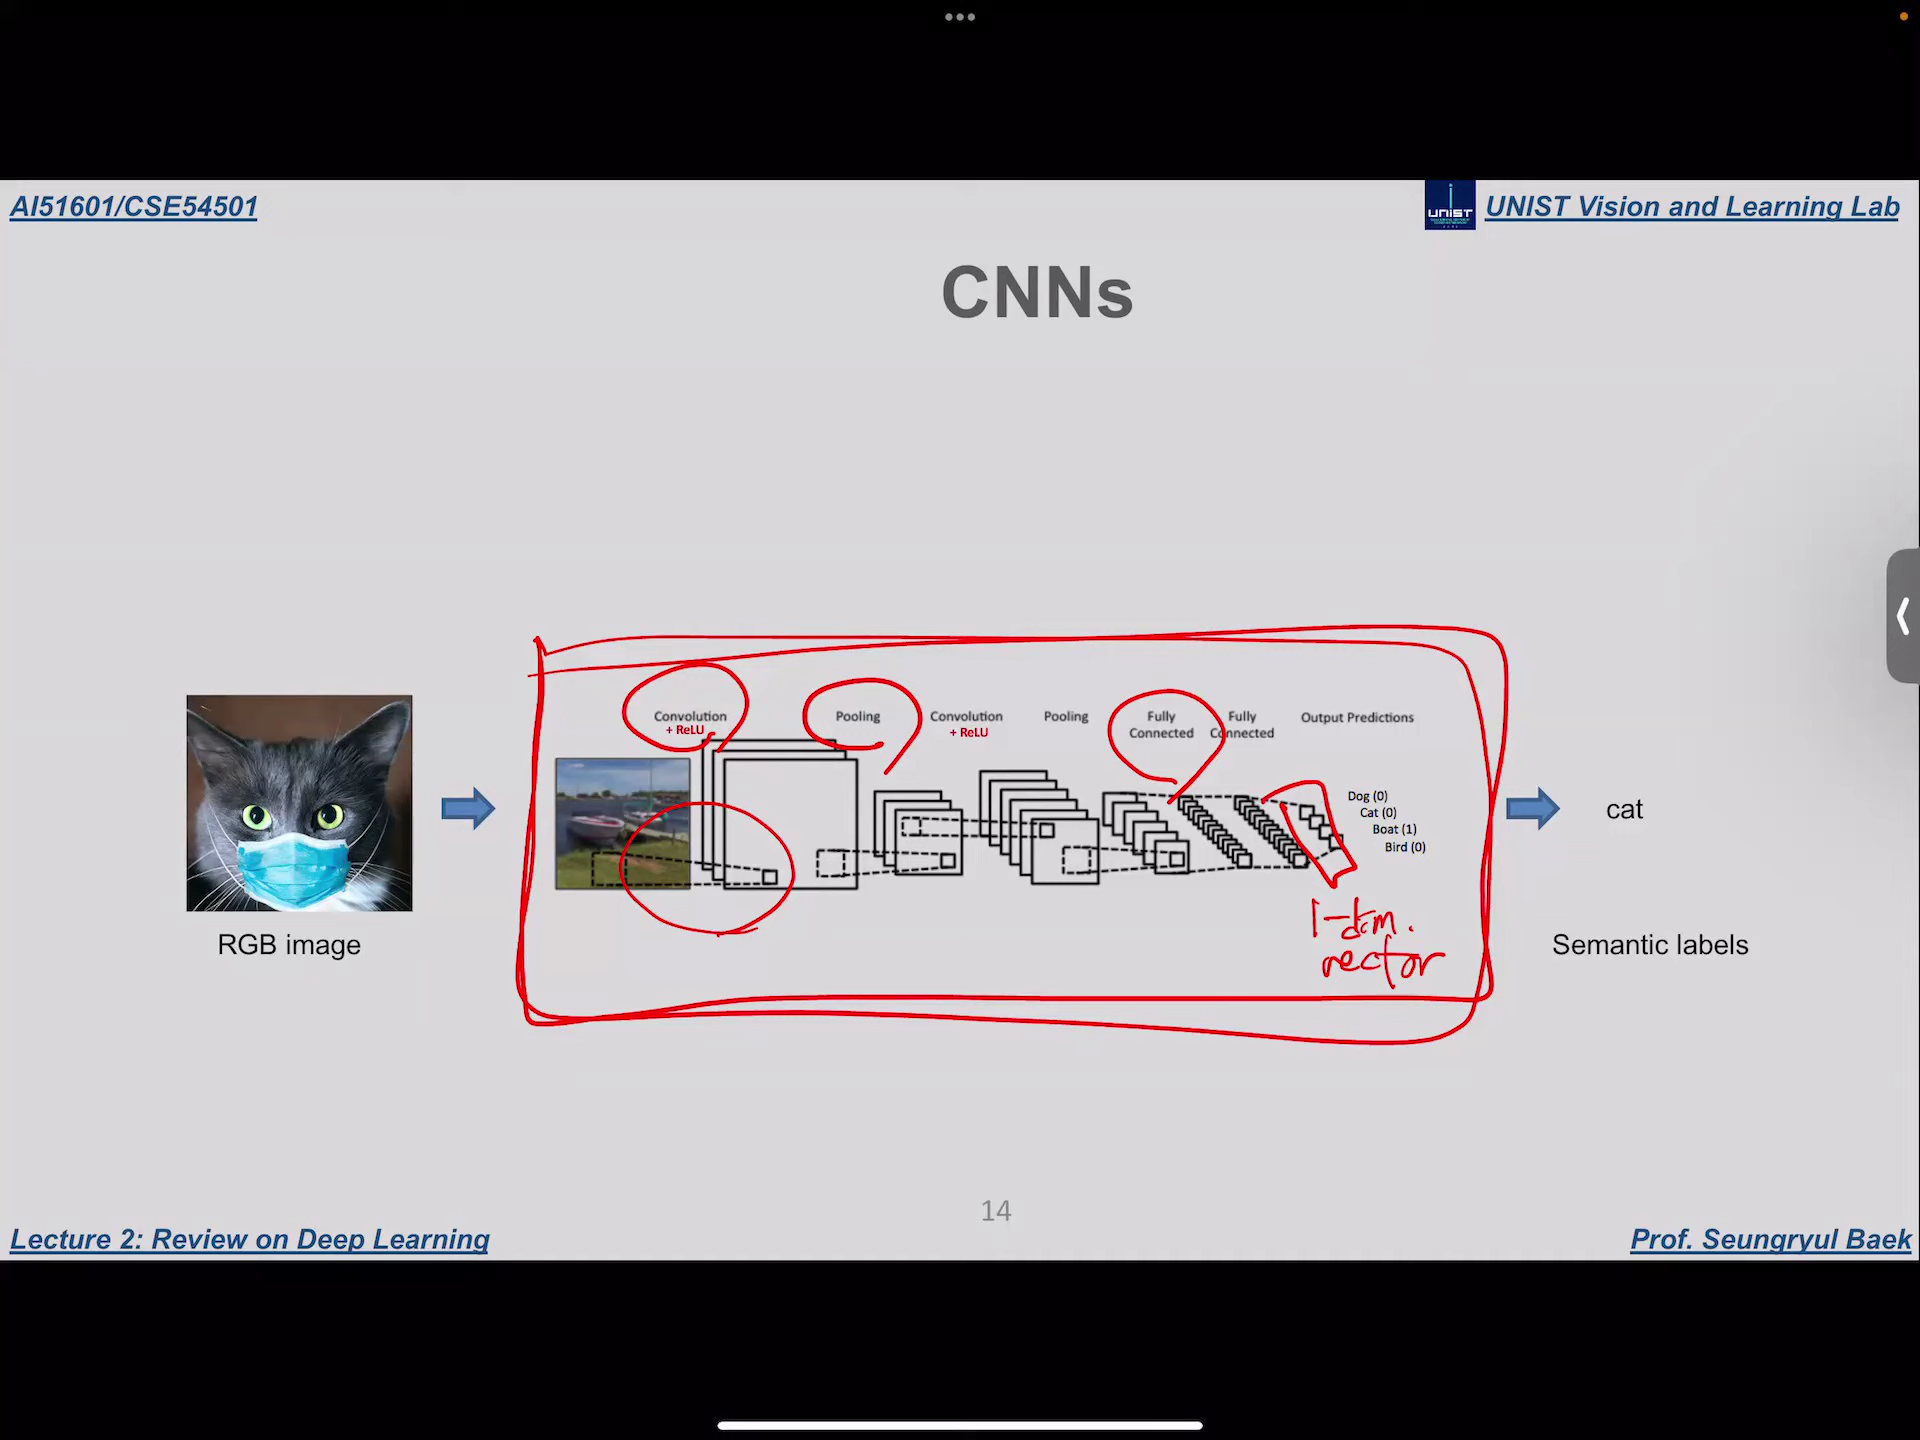 AI51601/CSE54501
UNIST
UNIST Vision and Learning Lab
CNNs
Convolution
+ ReLU
Pooling
Convolution
+ ReLU
Pooling
Fully
Connected
Fully
Connected
Output Predictions
Dog (0)
Cat (0)
Boat (1)
Bird (0)
1-dim.
vector
cat
RGB image
Semantic labels
14
Lecture 2: Review on Deep Learning
Prof. Seungryul Baek